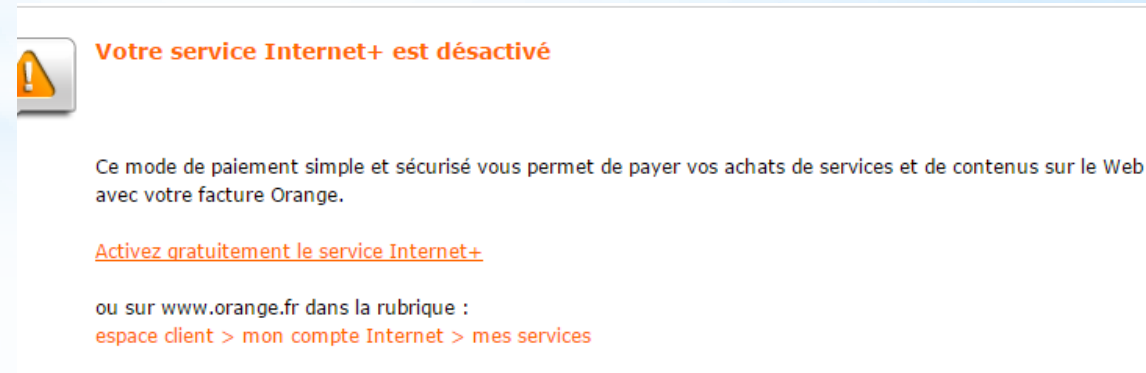 Votre service Internet+ est désactivé
Ce mode de paiement simple et sécurisé vous permet de payer vos achats de services et de contenus sur le Web
avec votre facture Orange.
Activez gratuitement le service Internet+
ou sur www.orange.fr dans la rubrique :
espace client > mon compte Internet > mes services